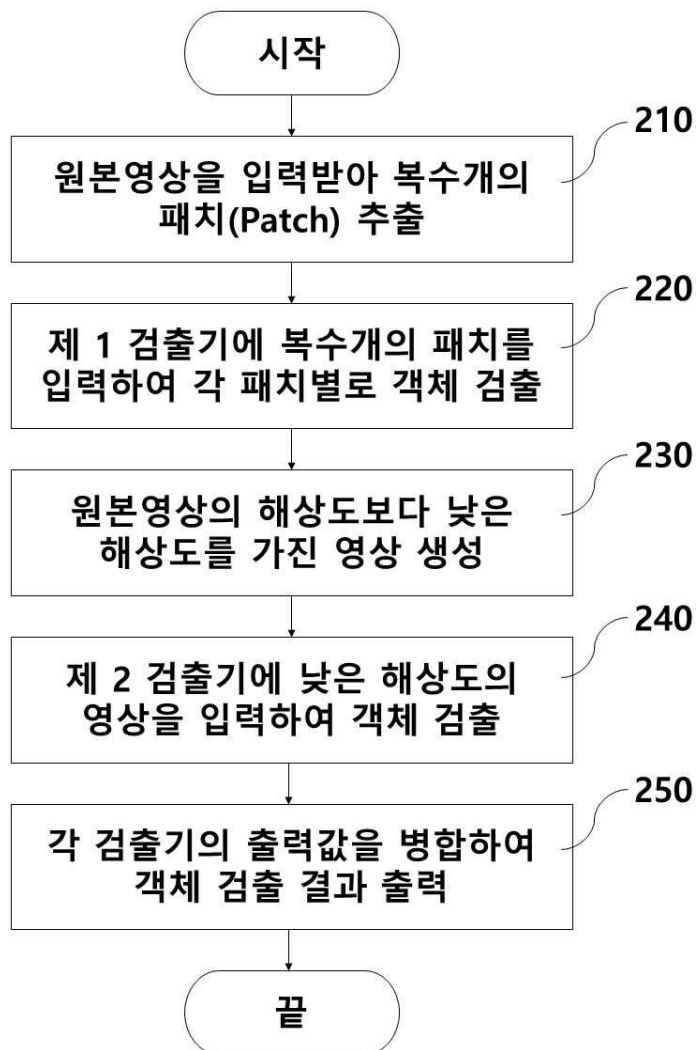 시작
210
원본영상을 입력받아 복수개의
패치(Patch) 추출
220
제 1 검출기에 복수개의 패치를
입력하여 각 패치별로 객체 검출
230
원본영상의 해상도보다 낮은
해상도를 가진 영상 생성
240
제 2 검출기에 낮은 해상도의
영상을 입력하여 객체 검출
250
각 검출기의 출력값을 병합하여
객체 검출 결과 출력
끝